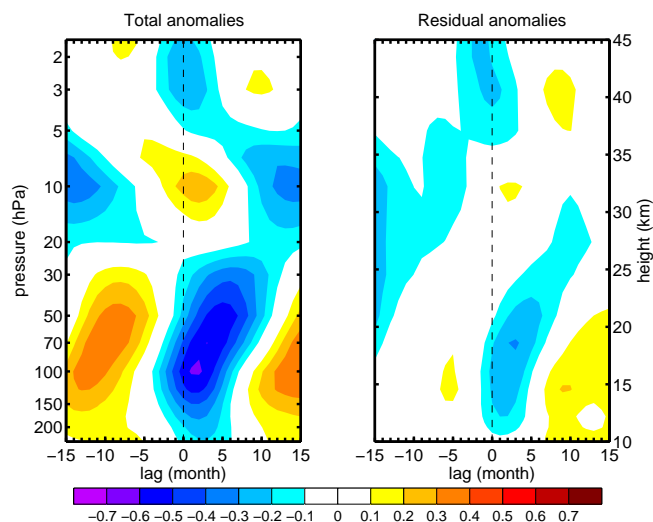 Total anomalies
Residual anomalies
2
3
5
10
20
30
50
70
100
150
200
pressure (hPa)
45
40
35
30
25
20
15
10
height (km)
−15 −10 −5 0 5 10 15
−15 −10 −5 0 5 10 15
lag (month)
lag (month)
−0.7 −0.6 −0.5 −0.4 −0.3 −0.2 −0.1 0 0.1 0.2 0.3 0.4 0.5 0.6 0.7